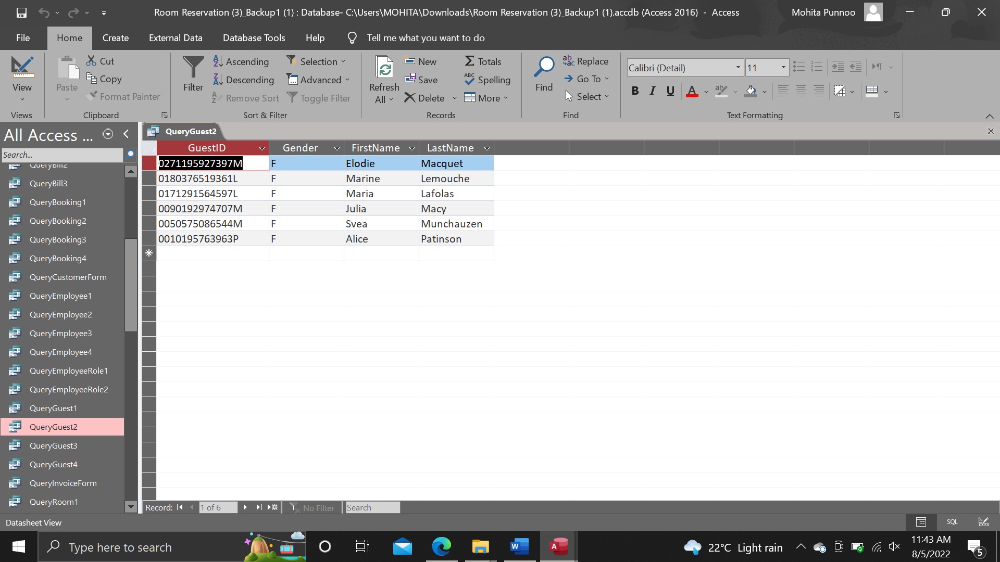 Room Reservation (3)_Backup1 (1) : Database- C:\Users\MOHITA\Downloads\Room Reservation (3)_Backup1 (1).accdb (Access 2016) - Access
Mohita Punnoo
File Home Create External Data Database Tools Help Tell me what you want to do
View
Views
Paste
Cut
Copy
Format Painter
Clipboard
Filter
Ascending
Descending
Remove Sort
Selection
Advanced
Toggle Filter
Sort & Filter
Refresh
All
New
Save
Delete
Totals
Spelling
More
Records
Find
Replace
Go To
Select
Find
Calibri (Detail) 11
B I U A
Text Formatting
All Access ...
Search...
QueryBill2
QueryBill3
QueryBooking1
QueryBooking2
QueryBooking3
QueryBooking4
QueryCustomerForm
QueryEmployee1
QueryEmployee2
QueryEmployee3
QueryEmployee4
QueryEmployeeRole1
QueryEmployeeRole2
QueryGuest1
QueryGuest2
QueryGuest3
QueryGuest4
QueryInvoiceForm
QueryRoom1
QueryGuest2
GuestID Gender FirstName LastName
0271195927397M F Elodie Macquet
0180376519361L F Marine Lemouche
0171291564597L F Maria Lafolas
0090192974707M F Julia Macy
0050575086544M F Svea Munchauzen
0010195763963P F Alice Patinson
Record: 1 of 6 No Filter Search
Datasheet View
SQL
Type here to search
22°C Light rain
11:43 AM
8/5/2022
5